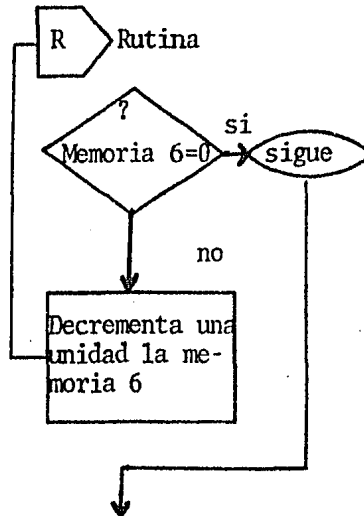 R Rutina
?
Memoria 6=0
si
sigue
no
Decrementa una
unidad la me-
moria 6